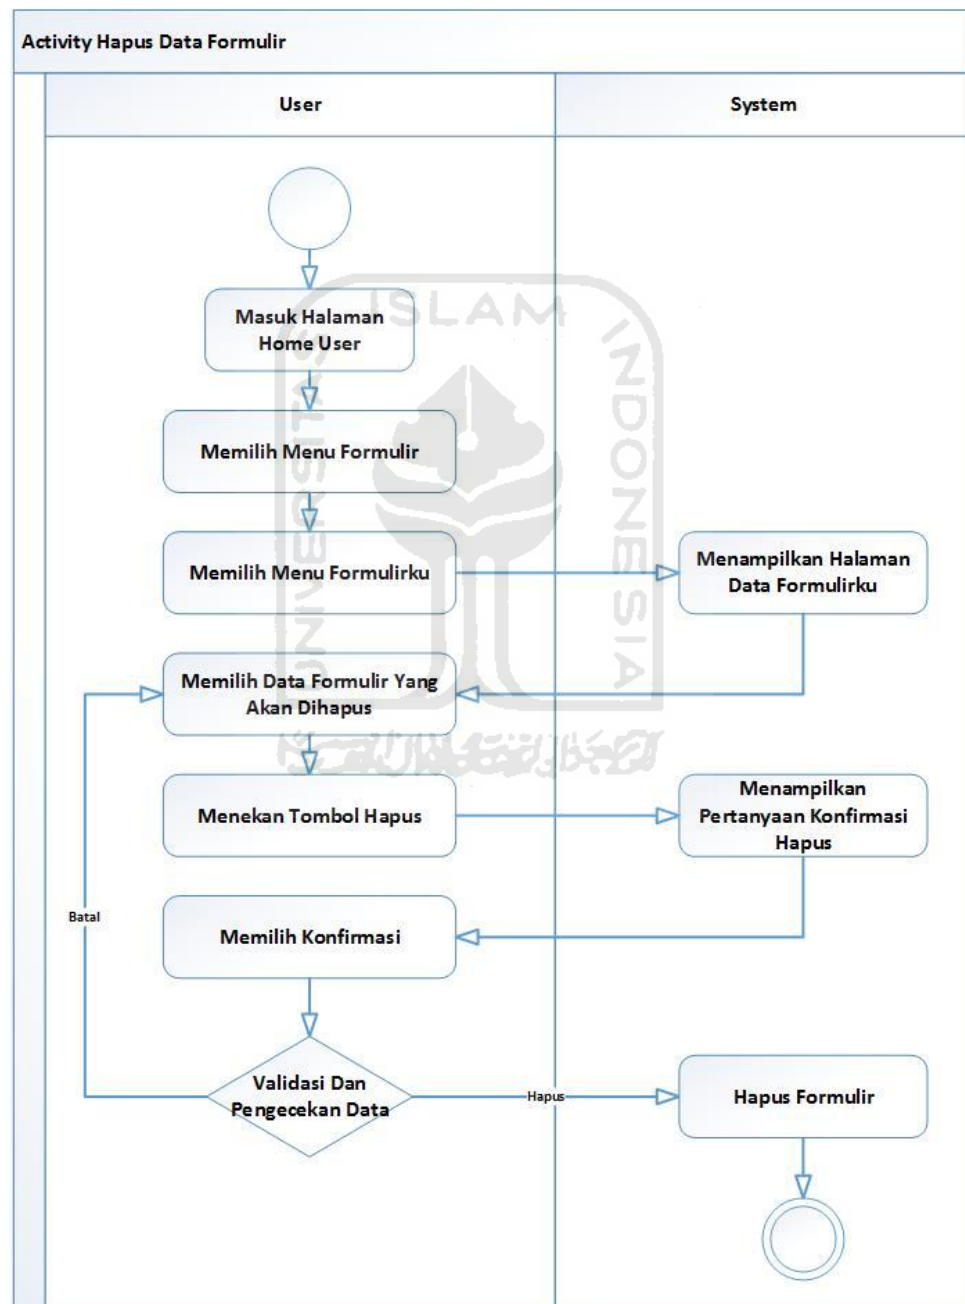 Activity Hapus Data Formulir
User
System
Masuk Halaman
Home User
Memilih Menu Formulir
Memilih Menu Formulirku
Menampilkan Halaman
Data Formulirku
Memilih Data Formulir Yang
Akan Dihapus
Menekan Tombol Hapus
Menampilkan
Pertanyaan Konfirmasi
Hapus
Batal
Memilih Konfirmasi
Validasi Dan
Pengecekan Data
Hapus
Hapus Formulir
UNIVERSITAS
ISLAM
INDONESIA